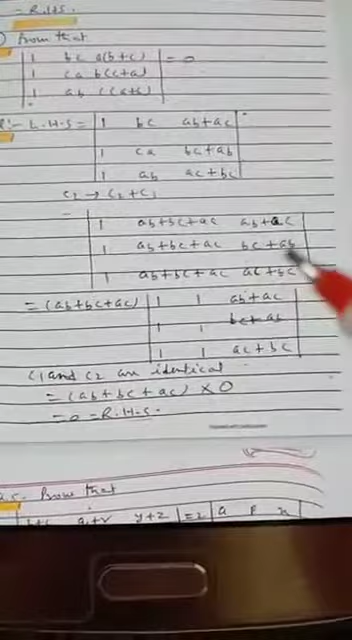 = R.H.S.
Prove that
| 1 bc a(b+c) |
| 1 ca b(c+a) | = 0
| 1 ab c(a+b) |
L.H.S = | 1 bc ab+ac |
| 1 ca bc+ab |
| 1 ab ac+bc |
C2 → C2 + C3
| 1 ab+bc+ac ab+ac |
| 1 ab+bc+ac bc+ab |
| 1 ab+bc+ac ac+bc |
= (ab+bc+ac) | 1 1 ab+ac |
| 1 1 bc+ab |
| 1 1 ac+bc |
C1 and C2 are identical
= (ab+bc+ac) × 0
= 0 = R.H.S.
Prove that
y+z | = 2 | a p x |